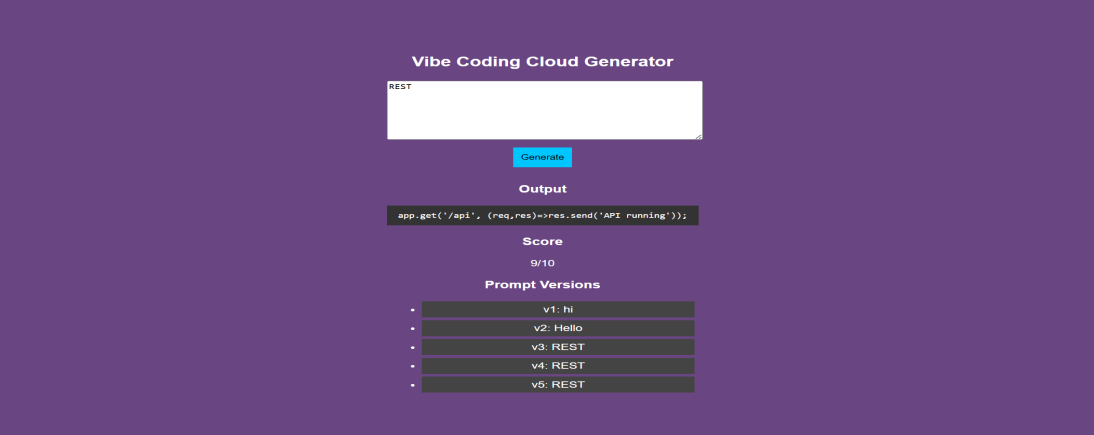 Vibe Coding Cloud Generator
REST
Generate
Output
app.get('/api', (req,res)=>res.send('API running'));
Score
9/10
Prompt Versions
v1: hi
v2: Hello
v3: REST
v4: REST
v5: REST